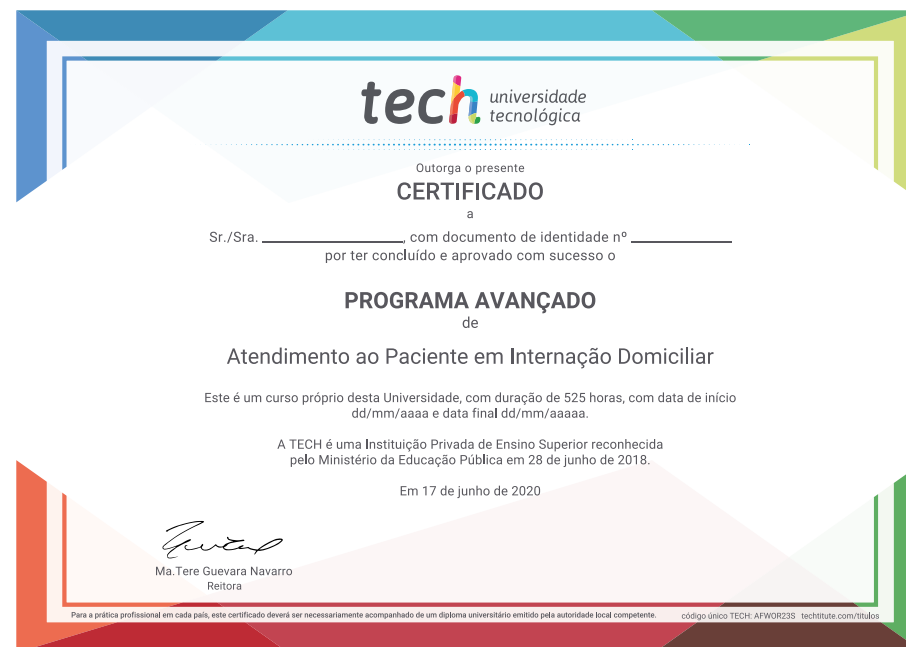 tech universidade
tecnológica
Outorga o presente
CERTIFICADO
a
Sr./Sra. ____________, com documento de identidade nº ____________
por ter concluído e aprovado com sucesso o
PROGRAMA AVANÇADO
de
Atendimento ao Paciente em Internação Domiciliar
Este é um curso próprio desta Universidade, com duração de 525 horas, com data de início
dd/mm/aaaa e data final dd/mm/aaaaa.
A TECH é uma Instituição Privada de Ensino Superior reconhecida
pelo Ministério da Educação Pública em 28 de junho de 2018.
Em 17 de junho de 2020
Ma.Tere Guevara Navarro
Reitora
Para a prática profissional em cada país, este certificado deverá ser necessariamente acompanhado de um diploma universitário emitido pela autoridade local competente. código único TECH: AFWOR23S techtitute.com/titulos